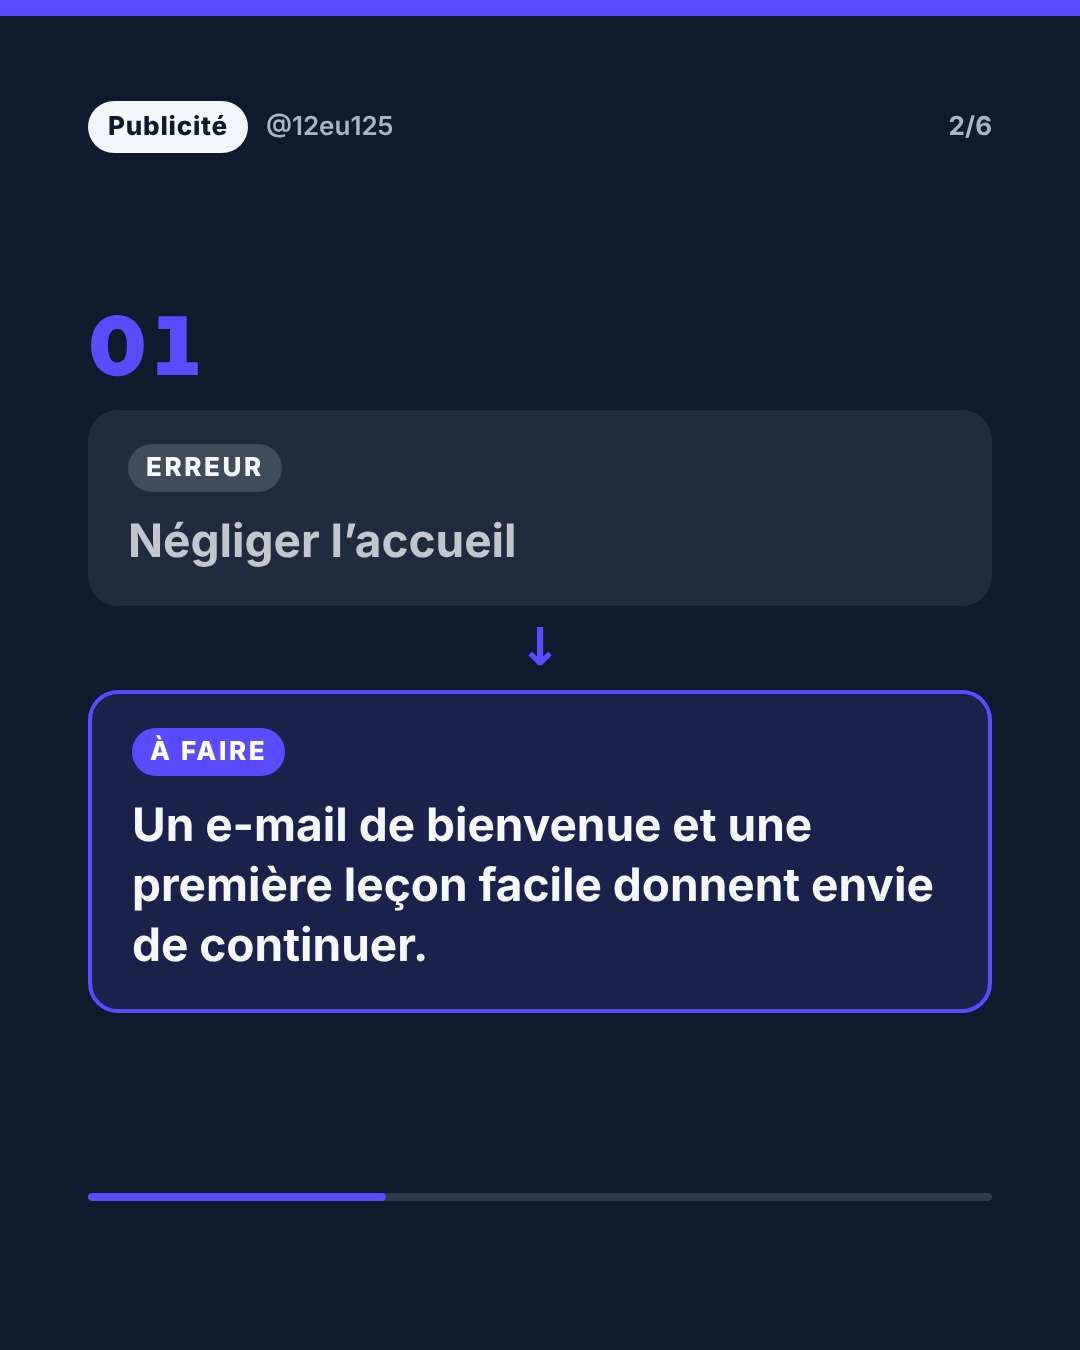 Publicité @12eu125 2/6
01
ERREUR
Négliger l’accueil
↓
À FAIRE
Un e-mail de bienvenue et une
première leçon facile donnent envie
de continuer.